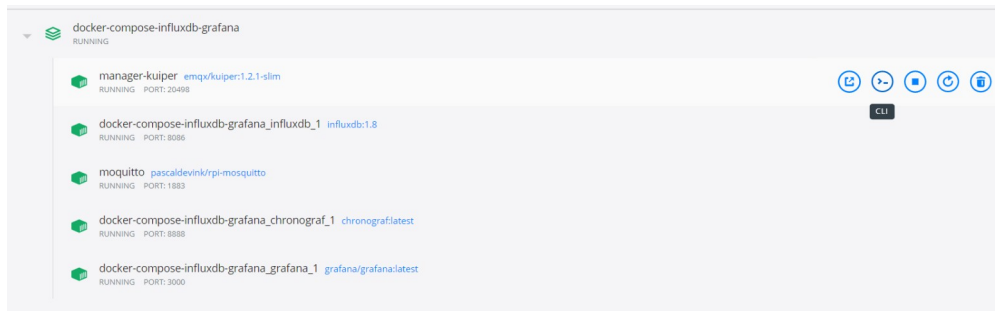 docker-compose-influxdb-grafana
RUNNING
manager-kuiper emqx/kuiper:1.2.1-slim
RUNNING PORT: 20498
CLI
docker-compose-influxdb-grafana_influxdb_1 influxdb:1.8
RUNNING PORT: 8086
moquitto pascaldevink/rpi-mosquitto
RUNNING PORT: 1883
docker-compose-influxdb-grafana_chronograf_1 chronograf:latest
RUNNING PORT: 8888
docker-compose-influxdb-grafana_grafana_1 grafana/grafana:latest
RUNNING PORT: 3000